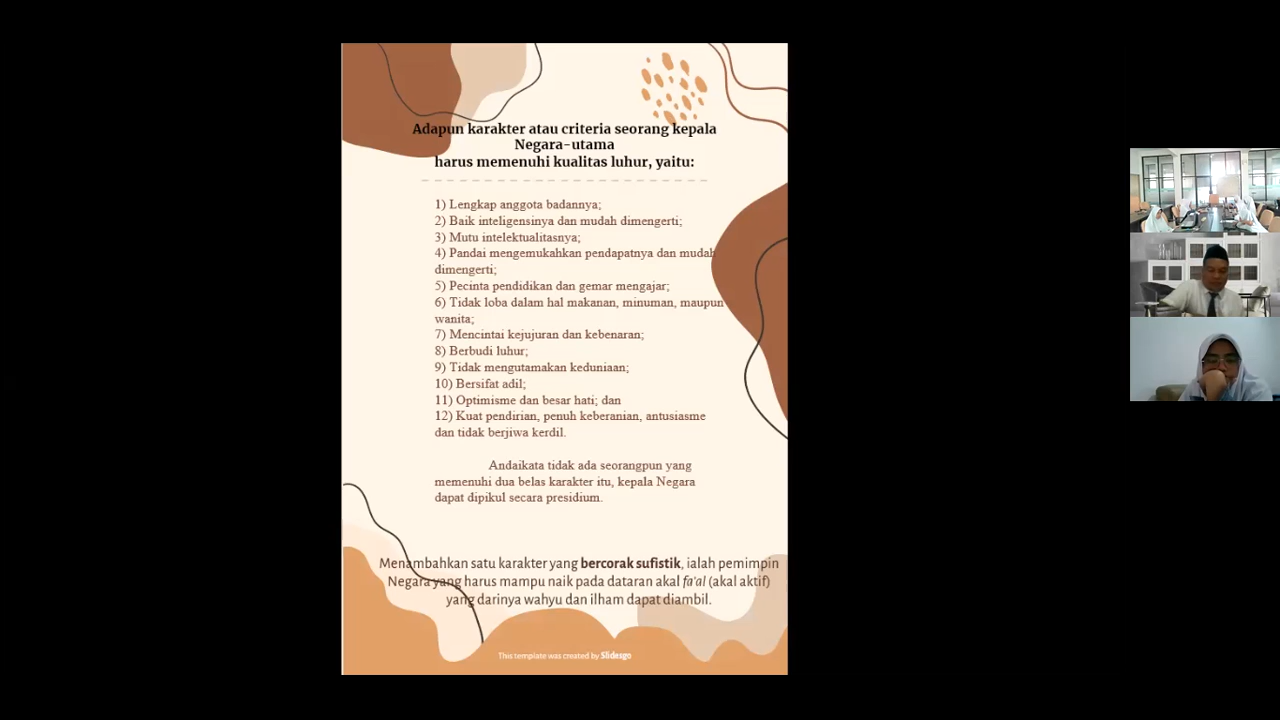 Adapun karakter atau criteria seorang kepala
Negara-utama
harus memenuhi kualitas luhur, yaitu:
1) Lengkap anggota badannya;
2) Baik inteligensinya dan mudah dimengerti;
3) Mutu intelektualitasnya;
4) Pandai mengemukahkan pendapatnya dan mudah
dimengerti;
5) Pecinta pendidikan dan gemar mengajar;
6) Tidak loba dalam hal makanan, minuman, maupun
wanita;
7) Mencintai kejujuran dan kebenaran;
8) Berbudi luhur;
9) Tidak mengutamakan keduniaan;
10) Bersifat adil;
11) Optimisme dan besar hati; dan
12) Kuat pendirian, penuh keberanian, antusiasme
dan tidak berjiwa kerdil.
Andaikata tidak ada seorangpun yang
memenuhi dua belas karakter itu, kepala Negara
dapat dipikul secara presidium.
Menambahkan satu karakter yang bercorak sufistik, ialah pemimpin
Negara yang harus mampu naik pada dataran akal fa'al (akal aktif)
yang darinya wahyu dan ilham dapat diambil.
This template was created by Slidesgo